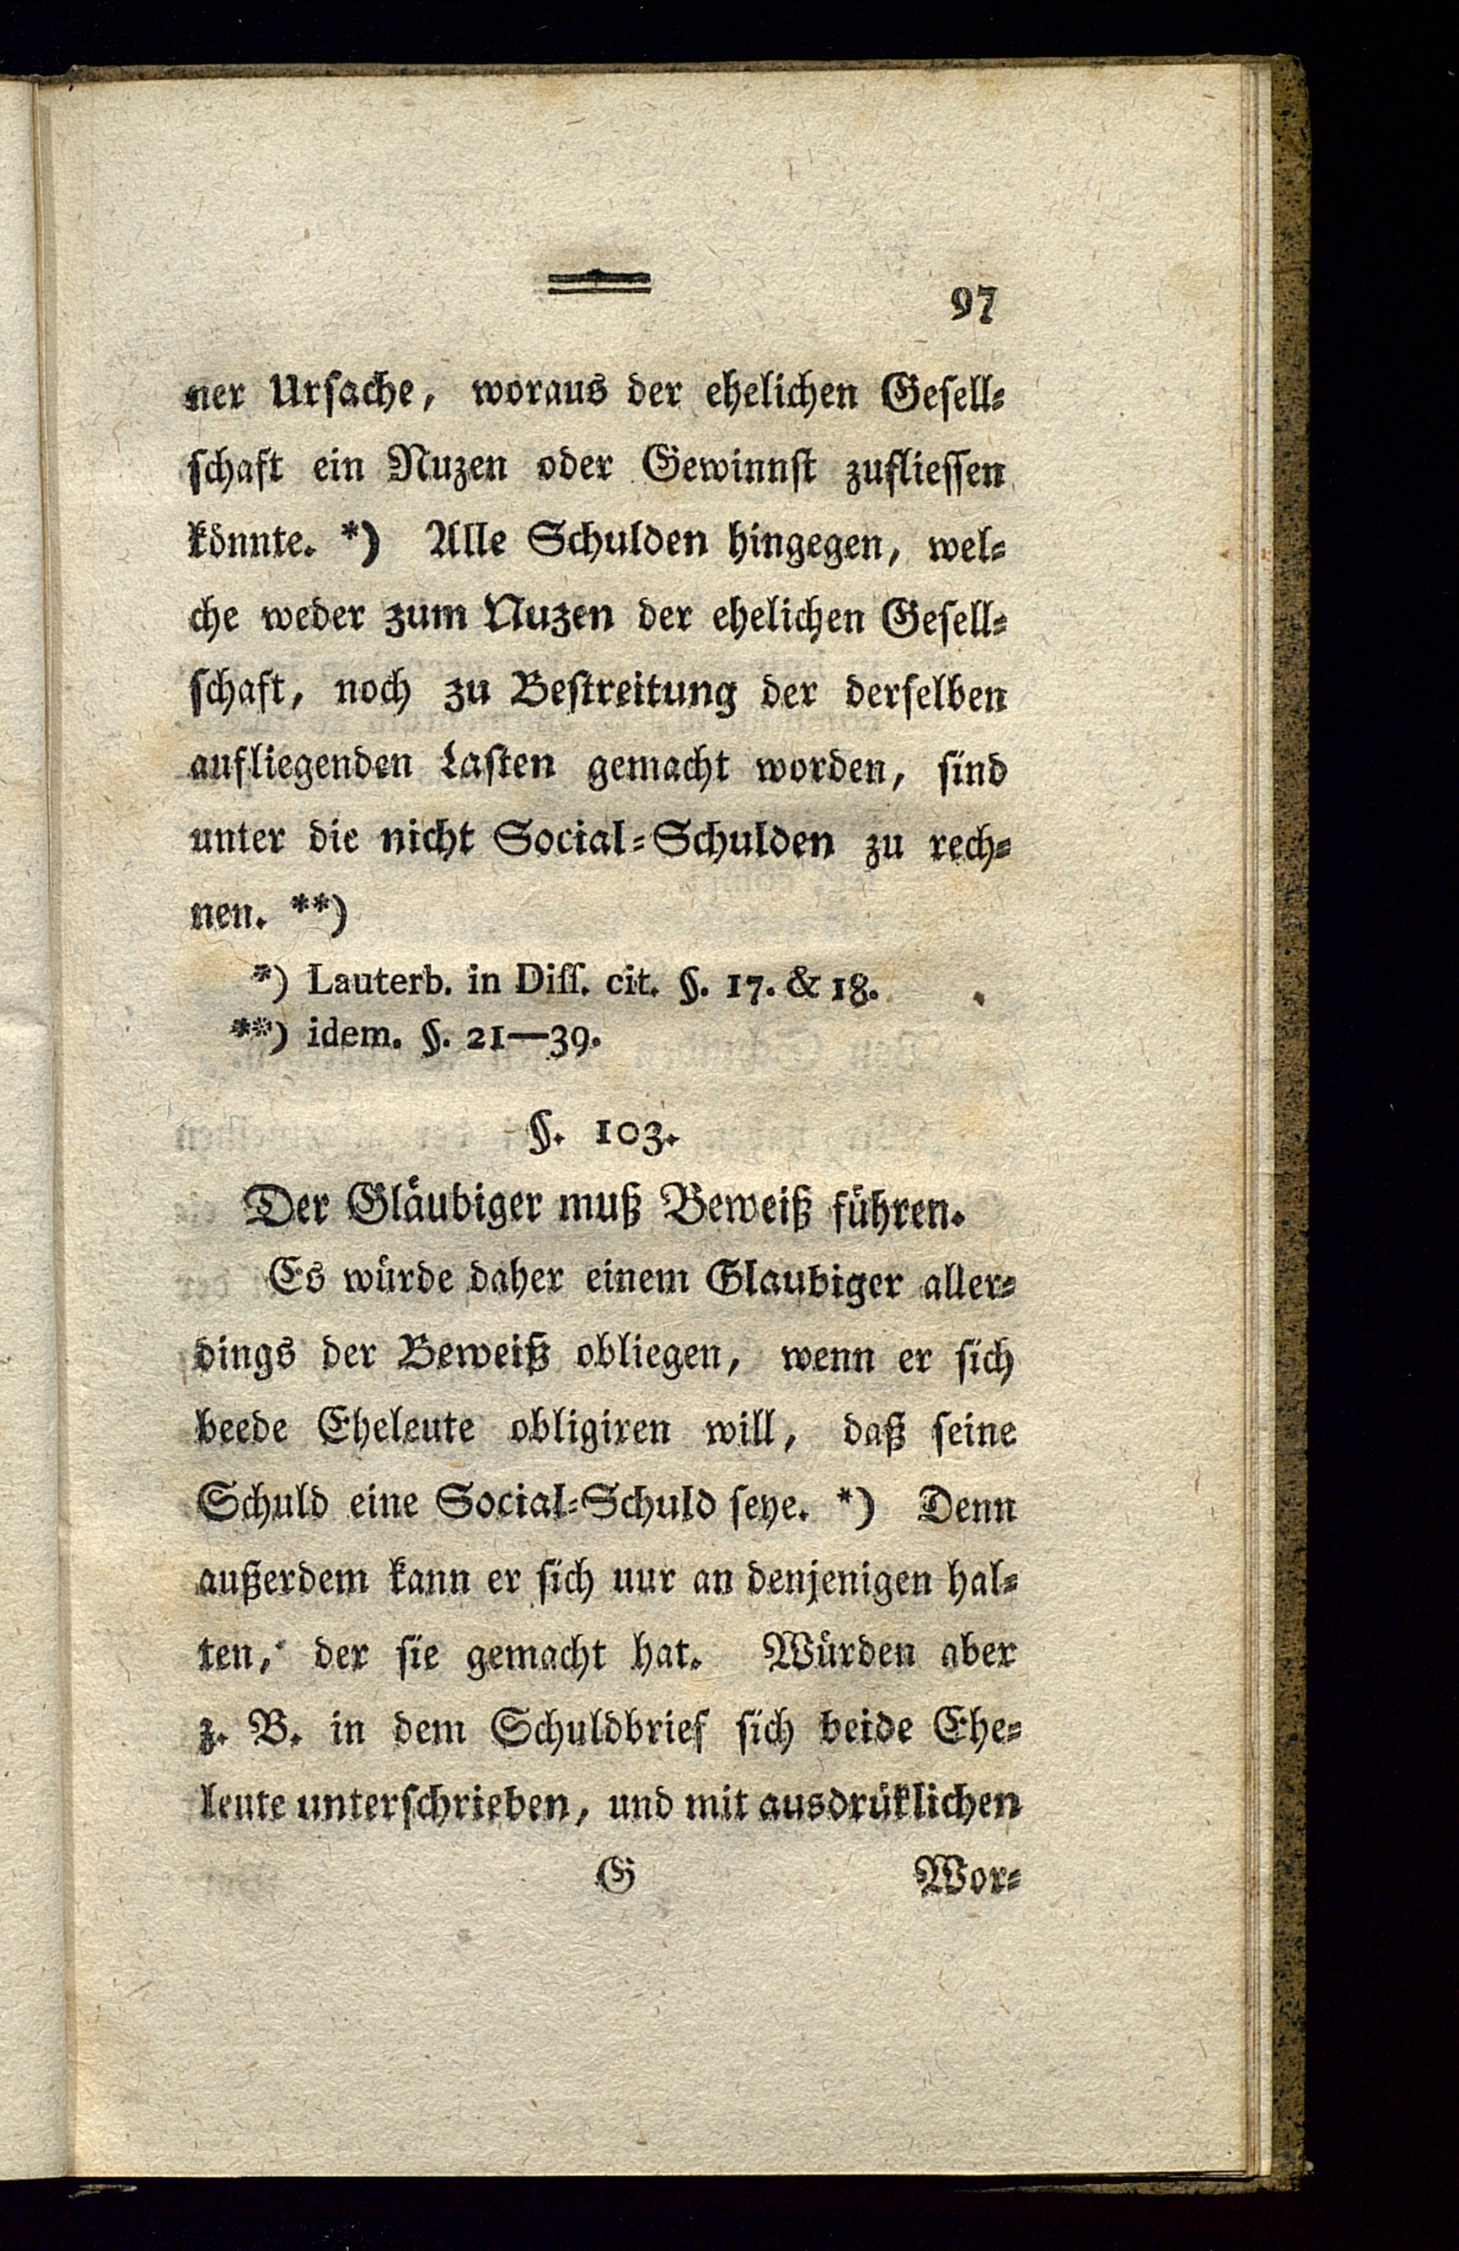 97
ner Ursache, woraus der ehelichen Gesell-
schaft ein Nuzen oder Gewinnst zufliessen
könnte. *) Alle Schulden hingegen, wel-
che weder zum Nuzen der ehelichen Gesell-
schaft, noch zu Bestreitung der derselben
aufliegenden Lasten gemacht worden, sind
unter die nicht Social-Schulden zu rech-
nen. **)
*) Lauterb. in Diss. cit. §. 17. & 18.
**) idem. §. 21—39.
§. 103.
Der Gläubiger muß Beweiß führen.
Es würde daher einem Glaubiger aller-
dings der Beweiß obliegen, wenn er sich
beede Eheleute obligiren will, daß seine
Schuld eine Social-Schuld seye. *) Denn
außerdem kann er sich uur an denjenigen hal-
ten, der sie gemacht hat. Würden aber
z. B. in dem Schuldbrief sich beide Ehe-
leute unterschrieben, und mit ausdrüklichen
G Wor-